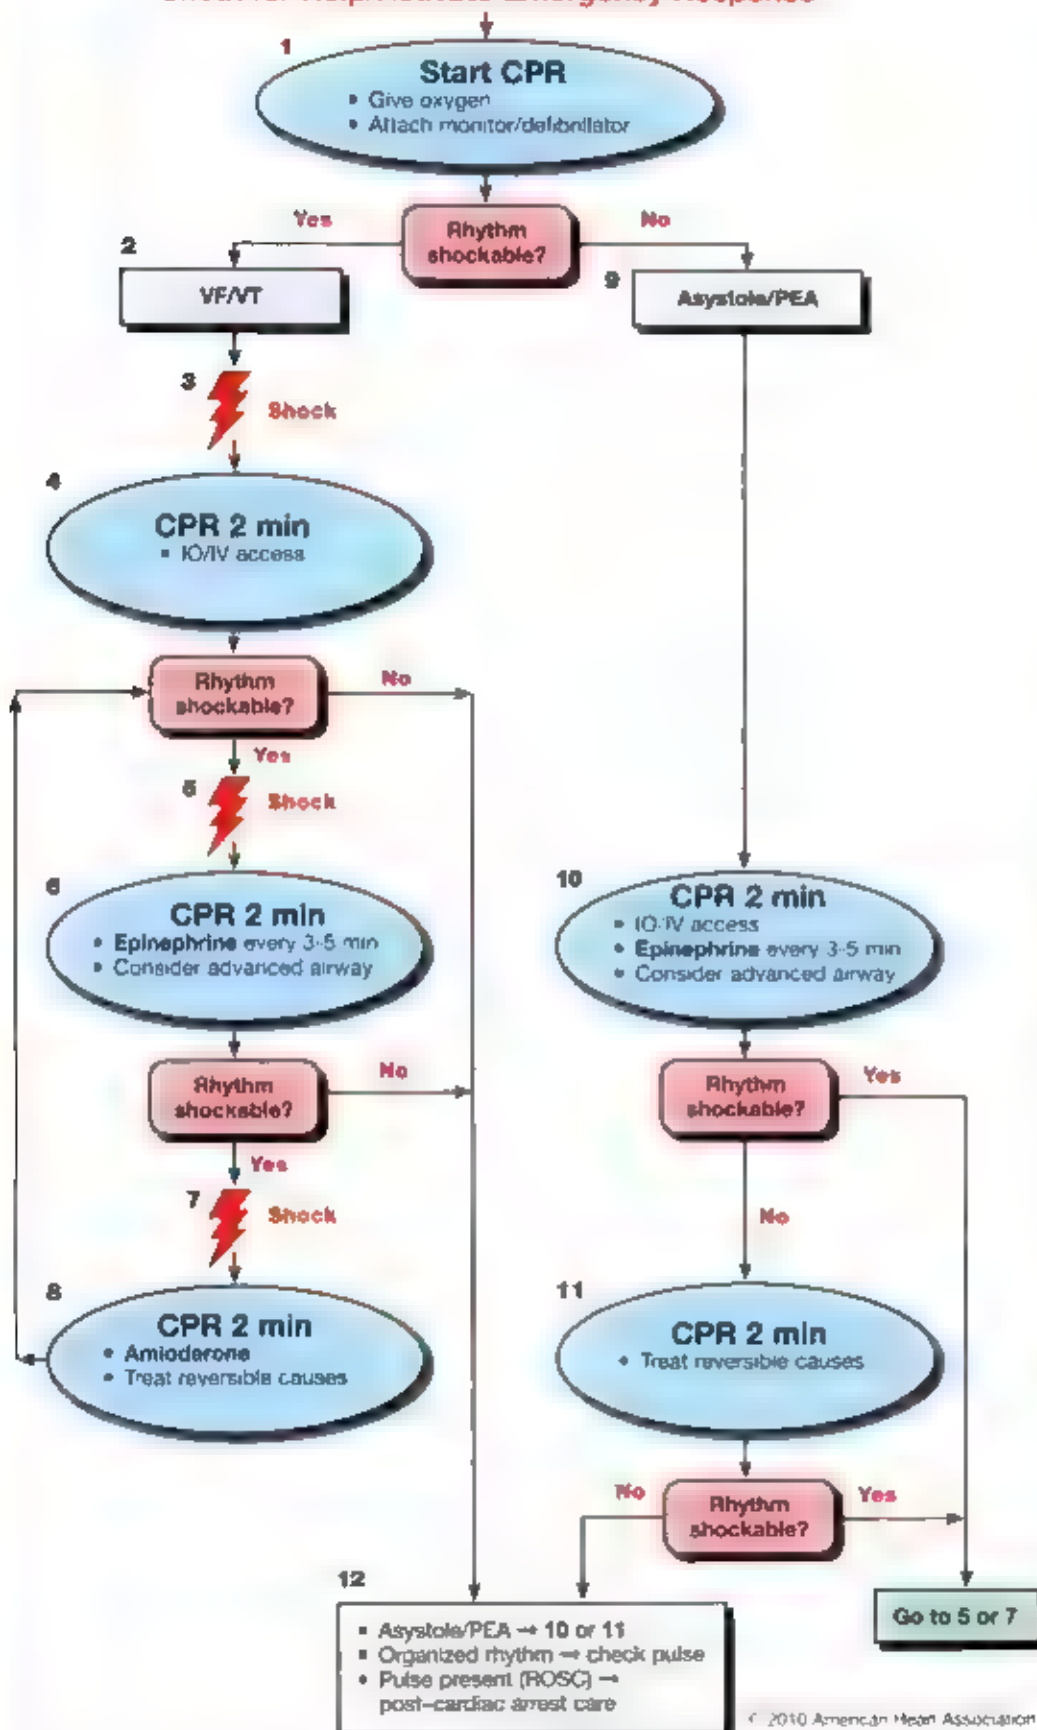 1
Start CPR
• Give oxygen
• Attach monitor/defibrillator
Rhythm
shockable?
Yes
No
2
VF/VT
9
Asystole/PEA
3
Shock
4
CPR 2 min
• IO/IV access
Rhythm
shockable?
No
Yes
5
Shock
6
CPR 2 min
• Epinephrine every 3-5 min
• Consider advanced airway
10
CPR 2 min
• IO/IV access
• Epinephrine every 3-5 min
• Consider advanced airway
Rhythm
shockable?
No
Yes
Rhythm
shockable?
Yes
No
7
Shock
8
CPR 2 min
• Amiodarone
• Treat reversible causes
11
CPR 2 min
• Treat reversible causes
Rhythm
shockable?
No
Yes
12
• Asystole/PEA → 10 or 11
• Organized rhythm → check pulse
• Pulse present (ROSC) →
post–cardiac arrest care
Go to 5 or 7
© 2010 American Heart Association